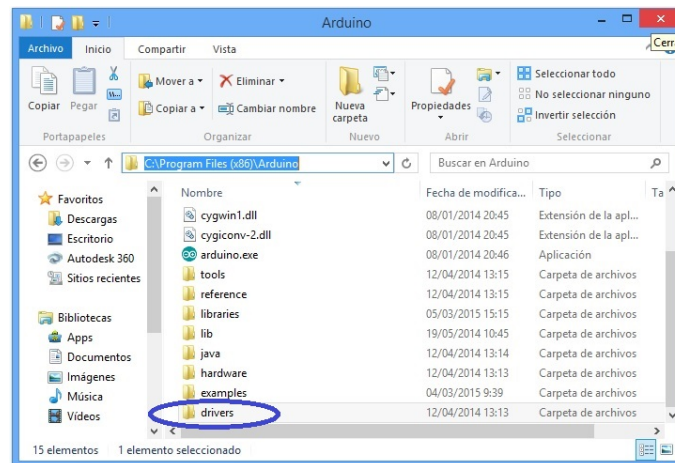 Arduino
Cerra
Archivo Inicio Compartir Vista
Copiar Pegar Mover a Copiar a Eliminar Cambiar nombre Nueva carpeta Propiedades Seleccionar todo No seleccionar ninguno Invertir selección
Portapapeles Organizar Nuevo Abrir Seleccionar
C:\Program Files (x86)\Arduino Buscar en Arduino
Favoritos
Descargas
Escritorio
Autodesk 360
Sitios recientes
Bibliotecas
Apps
Documentos
Imágenes
Música
Vídeos
Nombre Fecha de modifica... Tipo Ta
cygwin1.dll 08/01/2014 20:45 Extensión de la apl...
cygiconv-2.dll 08/01/2014 20:45 Extensión de la apl...
arduino.exe 08/01/2014 20:46 Aplicación
tools 12/04/2014 13:15 Carpeta de archivos
reference 12/04/2014 13:15 Carpeta de archivos
libraries 05/03/2015 15:15 Carpeta de archivos
lib 19/05/2014 10:45 Carpeta de archivos
java 12/04/2014 13:14 Carpeta de archivos
hardware 12/04/2014 13:13 Carpeta de archivos
examples 04/03/2015 9:39 Carpeta de archivos
drivers 12/04/2014 13:13 Carpeta de archivos
15 elementos 1 elemento seleccionado